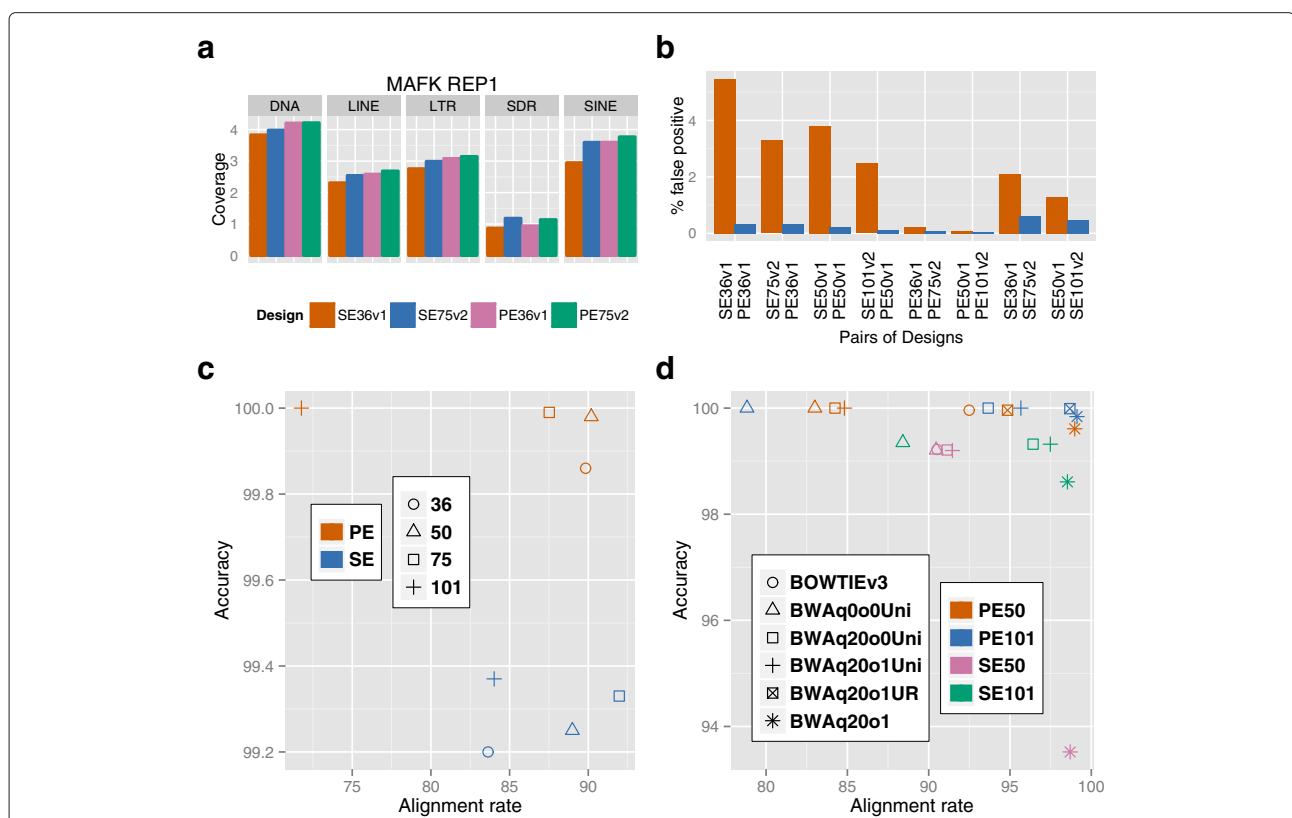 a
MAFK REP1
DNA LINE LTR SDR SINE
4
3
2
1
0
Coverage
Design SE36v1 SE75v2 PE36v1 PE75v2
b
4
2
0
% false positive
SE36v1 PE36v1
SE75v2 PE36v1
SE50v1 PE50v1
SE101v2 PE50v1
PE36v1 PE75v2
PE50v1 PE101v2
SE36v1 SE75v2
SE50v1 SE101v2
Pairs of Designs
c
100.0
99.8
99.6
99.4
99.2
Accuracy
PE
SE
36
50
75
101
75 80 85 90
Alignment rate
d
100
98
96
94
Accuracy
BOWTIEv3
BWAq0o0Uni
BWAq20o0Uni
BWAq20o1Uni
BWAq20o1UR
BWAq20o1
PE50
PE101
SE50
SE101
80 85 90 95 100
Alignment rate